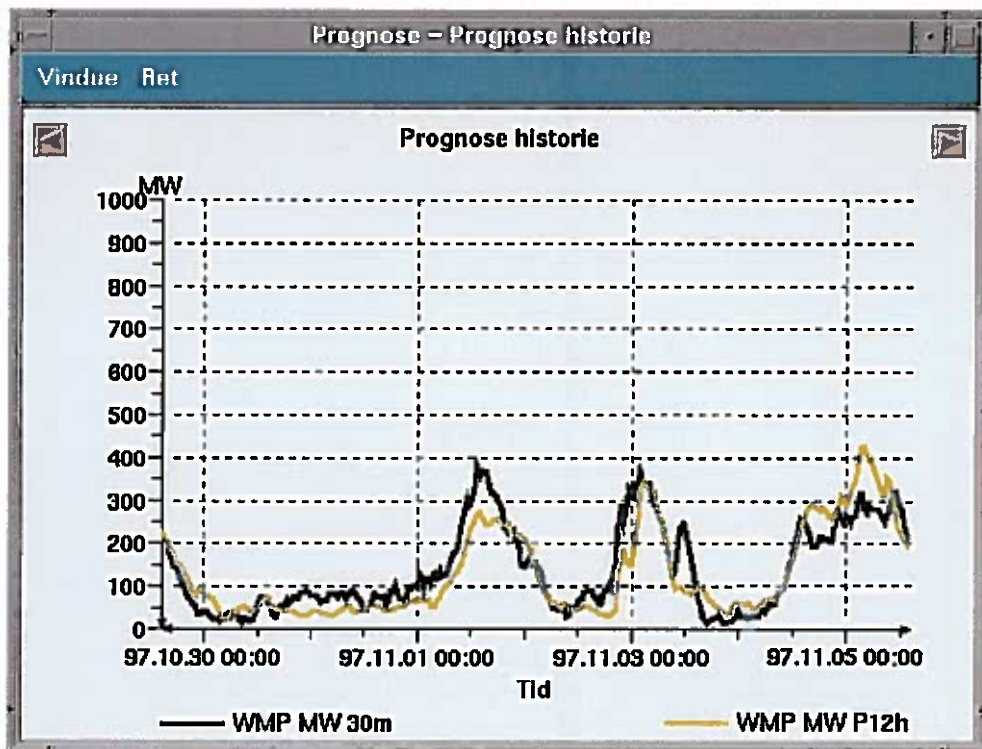 Prognose – Prognose historie
Vindue Ret
Prognose historie
MW
1000
900
800
700
600
500
400
300
200
100
0
97.10.30 00:00 97.11.01 00:00 97.11.03 00:00 97.11.05 00:00
Tid
WMP MW 30m WMP MW P12h